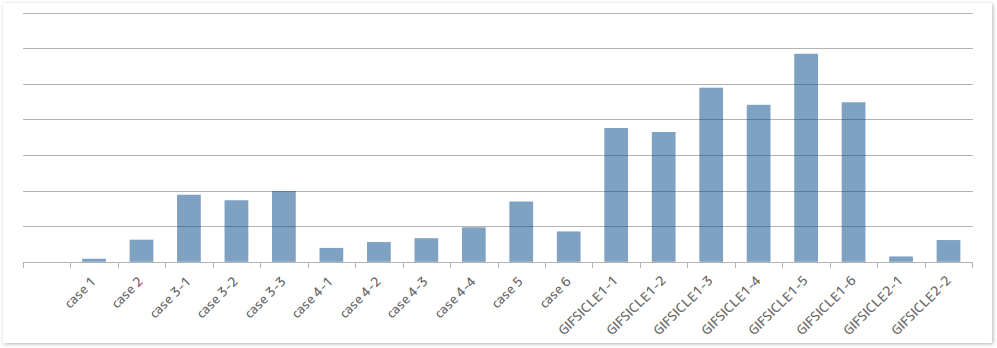 case 1
case 2
case 3-1
case 3-2
case 3-3
case 4-1
case 4-2
case 4-3
case 4-4
case 5
case 6
GIFSICLE1-1
GIFSICLE1-2
GIFSICLE1-3
GIFSICLE1-4
GIFSICLE1-5
GIFSICLE1-6
GIFSICLE2-1
GIFSICLE2-2